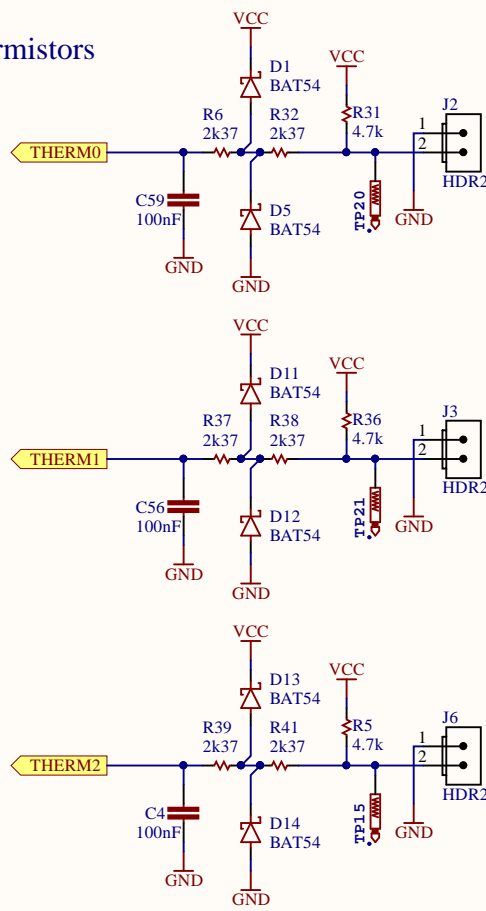 rmistors
VCC
D1
BAT54
VCC
R6
2k37
R32
2k37
R31
4.7k
J2
1
2
HDR2
THERM0
C59
100nF
D5
BAT54
TP20
GND
GND
GND
VCC
D11
BAT54
VCC
R37
2k37
R38
2k37
R36
4.7k
J3
1
2
HDR2
THERM1
C56
100nF
D12
BAT54
TP21
GND
GND
GND
VCC
D13
BAT54
VCC
R39
2k37
R41
2k37
R5
4.7k
J6
1
2
HDR2
THERM2
C4
100nF
D14
BAT54
TP15
GND
GND
GND